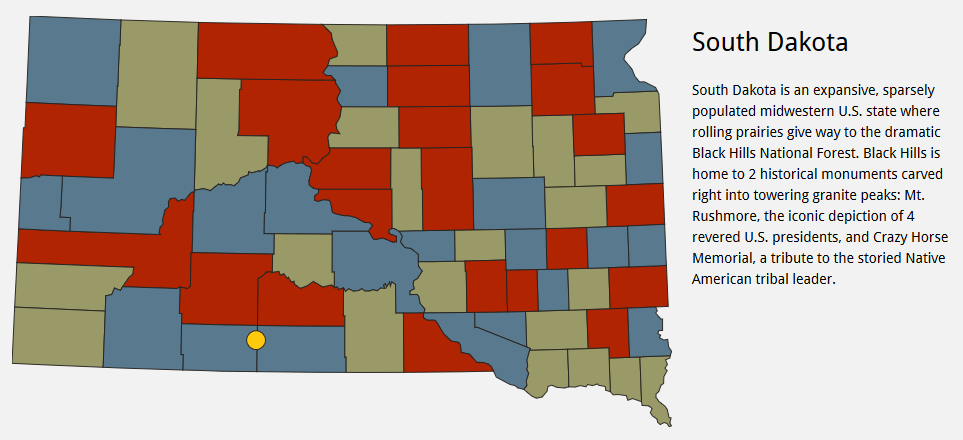 South Dakota
South Dakota is an expansive, sparsely
populated midwestern U.S. state where
rolling prairies give way to the dramatic
Black Hills National Forest. Black Hills is
home to 2 historical monuments carved
right into towering granite peaks: Mt.
Rushmore, the iconic depiction of 4
revered U.S. presidents, and Crazy Horse
Memorial, a tribute to the storied Native
American tribal leader.